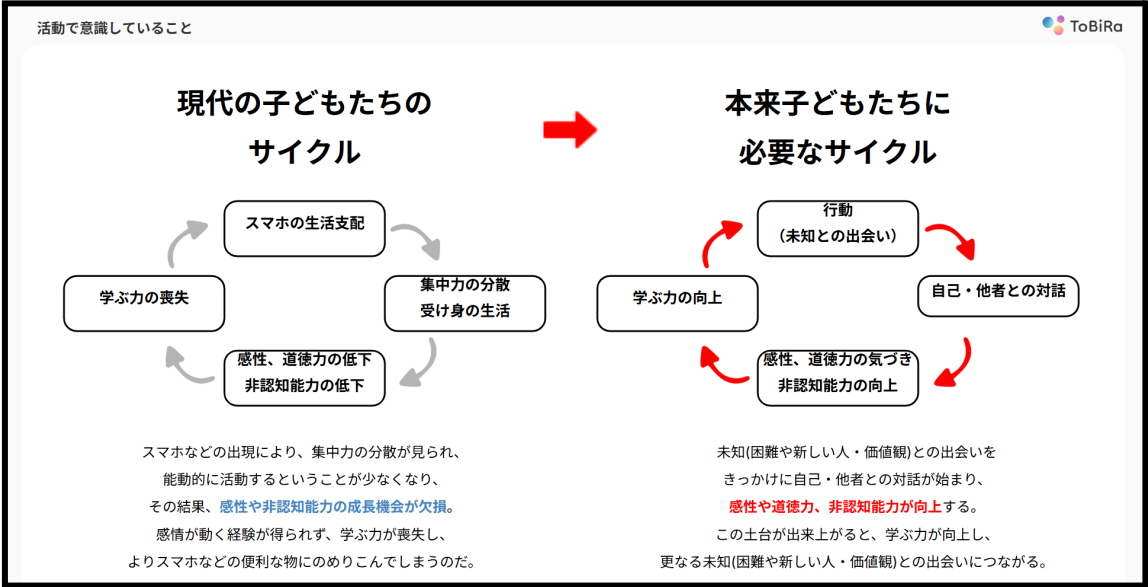 活動で意識していること
ToBiRa
現代の子どもたちの
サイクル
スマホの生活支配
集中力の分散
受け身の生活
感性、道徳力の低下
非認知能力の低下
学ぶ力の喪失
スマホなどの出現により、集中力の分散が見られ、
能動的に活動するということが少なくなり、
その結果、感性や非認知能力の成長機会が欠損。
感情が動く経験が得られず、学ぶ力が喪失し、
よりスマホなどの便利な物にのめりこんでしまうのだ。
本来子どもたちに
必要なサイクル
行動
（未知との出会い）
自己・他者との対話
感性、道徳力の気づき
非認知能力の向上
学ぶ力の向上
未知(困難や新しい人・価値観)との出会いを
きっかけに自己・他者との対話が始まり、
感性や道徳力、非認知能力が向上する。
この土台が出来上がると、学ぶ力が向上し、
更なる未知(困難や新しい人・価値観)との出会いにつながる。